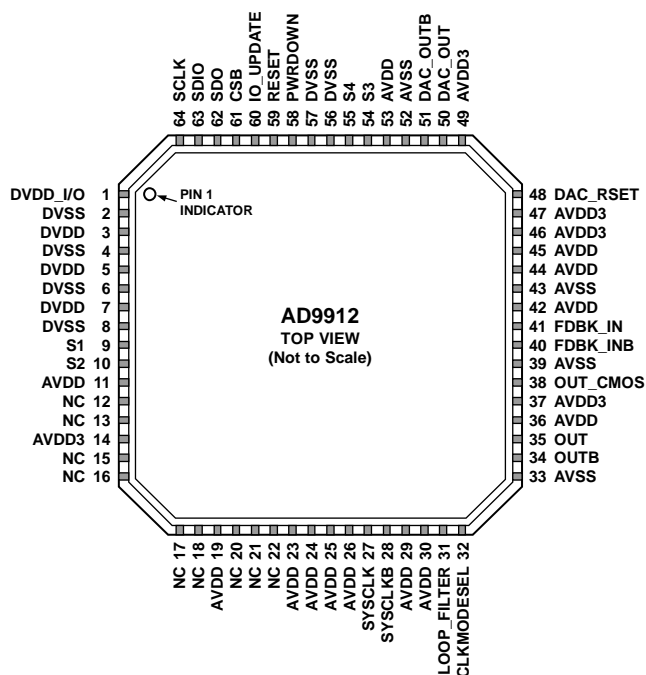 64 SCLK
63 SDIO
62 SDO
61 CSB
60 IO_UPDATE
59 RESET
58 PWRDOWN
57 DVSS
56 DVSS
55 S4
54 S3
53 AVDD
52 AVSS
51 DAC_OUTB
50 DAC_OUT
49 AVDD3
DVDD_I/O 1
DVSS 2
DVDD 3
DVSS 4
DVDD 5
DVSS 6
DVDD 7
DVSS 8
S1 9
S2 10
AVDD 11
NC 12
NC 13
AVDD3 14
NC 15
NC 16
PIN 1
INDICATOR
AD9912
TOP VIEW
(Not to Scale)
48 DAC_RSET
47 AVDD3
46 AVDD3
45 AVDD
44 AVDD
43 AVSS
42 AVDD
41 FDBK_IN
40 FDBK_INB
39 AVSS
38 OUT_CMOS
37 AVDD3
36 AVDD
35 OUT
34 OUTB
33 AVSS
NC 17
NC 18
AVDD 19
NC 20
NC 21
NC 22
AVDD 23
AVDD 24
AVDD 25
AVDD 26
SYSCLK 27
SYSCLKB 28
AVDD 29
AVDD 30
LOOP_FILTER 31
CLKMODESEL 32